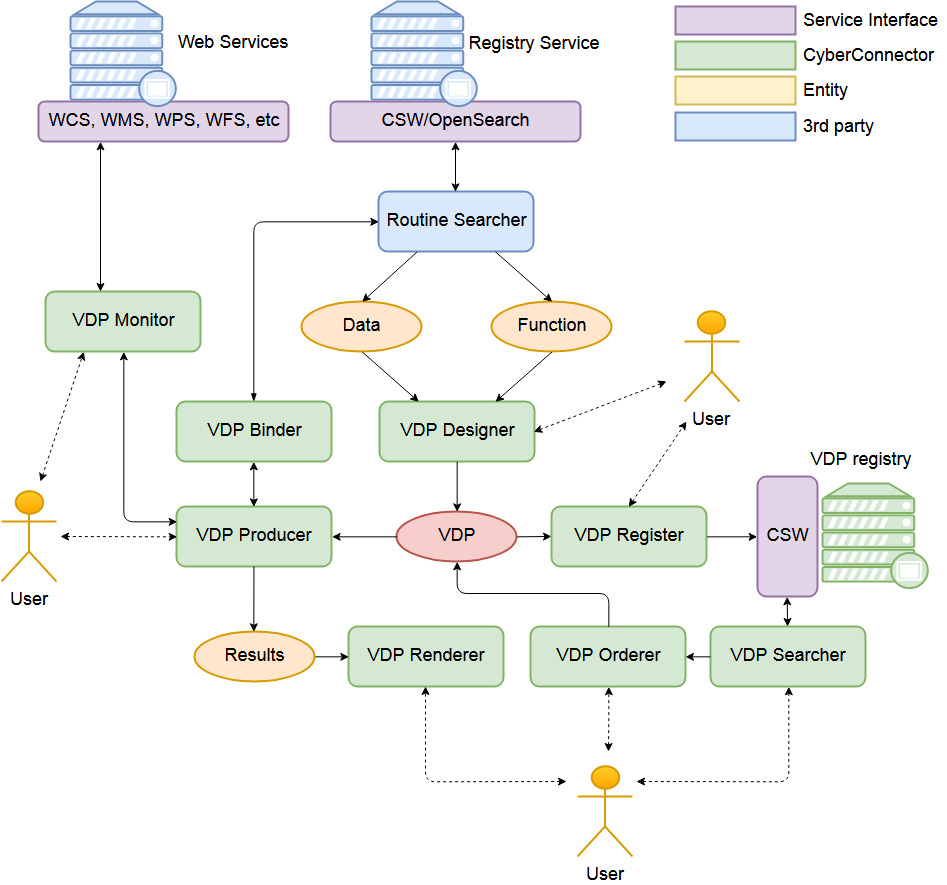 Web Services
Registry Service
Service Interface
CyberConnector
Entity
3rd party
WCS, WMS, WPS, WFS, etc
CSW/OpenSearch
Routine Searcher
VDP Monitor
Data
Function
User
VDP Binder
VDP Designer
VDP registry
VDP Producer
VDP
VDP Register
CSW
User
Results
VDP Renderer
VDP Orderer
VDP Searcher
User